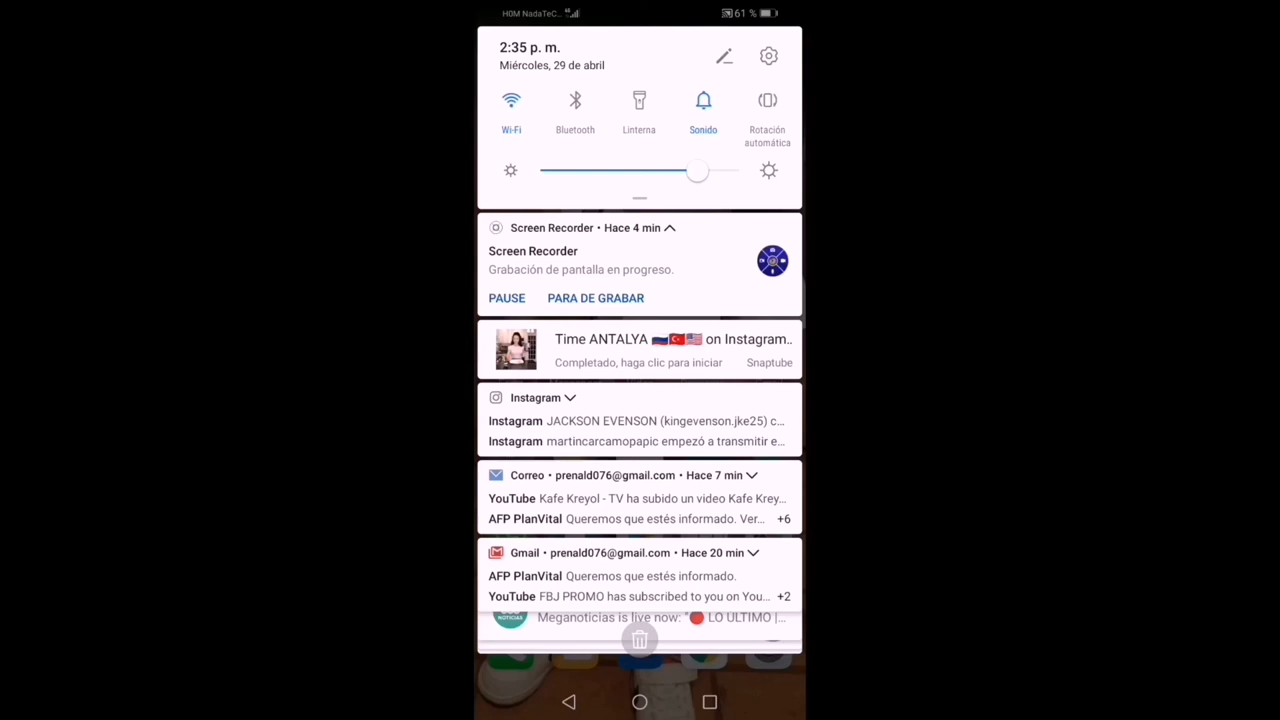 HOM NadaTeC... 61 %
2:35 p. m.
Miércoles, 29 de abril
Wi-Fi Bluetooth Linterna Sonido Rotación automática
Screen Recorder • Hace 4 min
Screen Recorder
Grabación de pantalla en progreso.
PAUSE PARA DE GRABAR
Time ANTALYA 🇷🇺🇹🇷🇺🇸 on Instagram..
Completado, haga clic para iniciar Snaptube
Instagram
Instagram JACKSON EVENSON (kingevenson.jke25) c...
Instagram martincarcamopapic empezó a transmitir e...
Correo • prenald076@gmail.com • Hace 7 min
YouTube Kafe Kreyol - TV ha subido un video Kafe Krey...
AFP PlanVital Queremos que estés informado. Ver... +6
Gmail • prenald076@gmail.com • Hace 20 min
AFP PlanVital Queremos que estés informado.
YouTube FBJ PROMO has subscribed to you on You... +2
NOTICIAS Meganoticias is live now: "🔴 LO ÚLTIMO |...